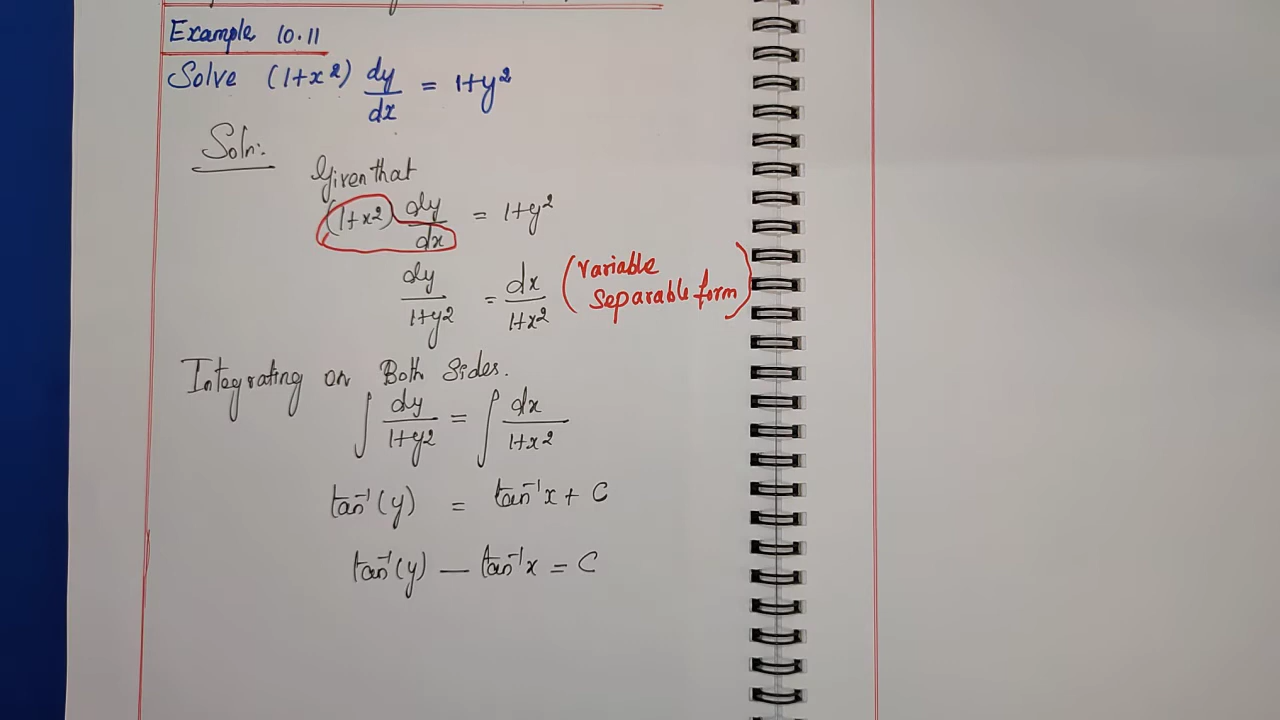 Example 10.11
Solve (1+x²) dy/dx = 1+y²
Soln:
Given that
(1+x²) dy/dx = 1+y²
dy/1+y² = dx/1+x² (variable separable form)
Integrating on Both Sides.
∫ dy/1+y² = ∫ dx/1+x²
tan⁻¹(y) = tan⁻¹x + C
tan⁻¹(y) — tan⁻¹x = C